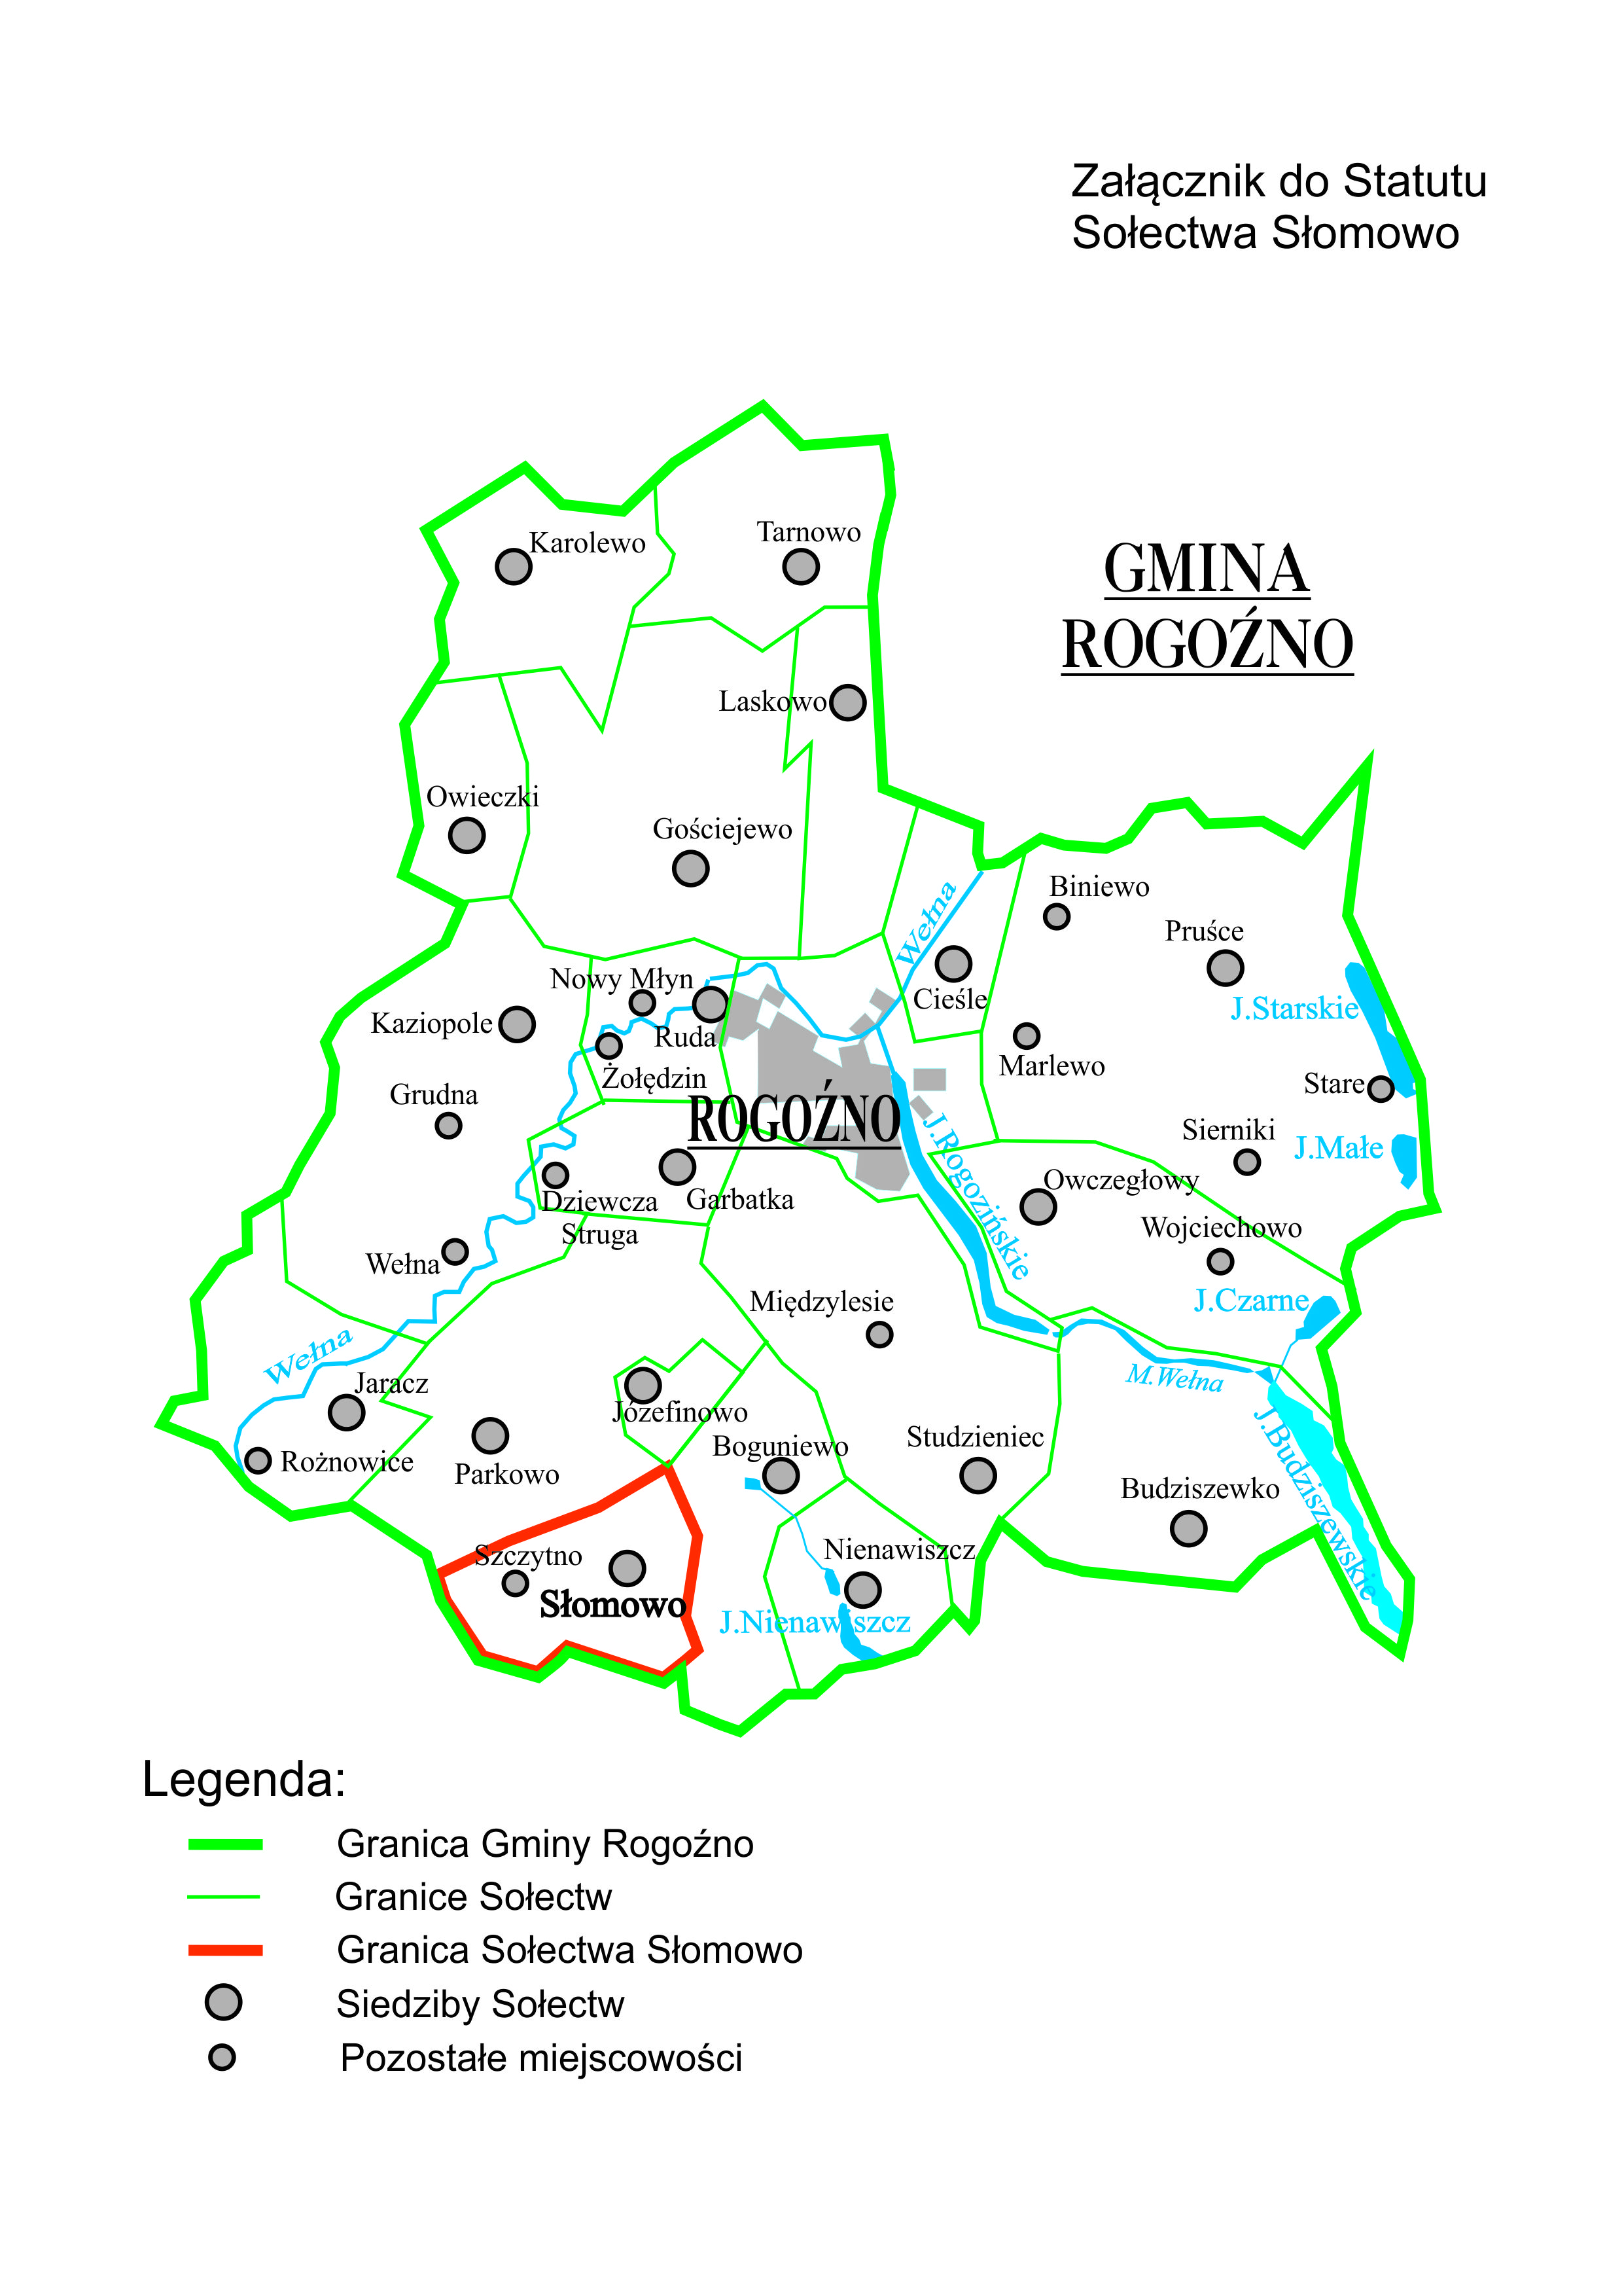 Załącznik do Statutu
Sołectwa Słomowo
GMINA
ROGOŹNO
Karolewo
Tarnowo
Laskowo
Owieczki
Gościejewo
Wełna
Biniewo
Pruśce
Nowy Młyn
Cieśle
J.Starskie
Kaziopole
Ruda
Marlewo
Żołędzin
Stare
Grudna
ROGOŹNO
J.Rogozińskie
Sierniki
J.Małe
Owczegłowy
Garbatka
Dziewcza
Struga
Wojciechowo
Wełna
J.Czarne
Międzylesie
Wełna
M.Wełna
Jaracz
Józefinowo
J.Budziszewskie
Boguniewo
Studzieniec
Rożnowice
Parkowo
Budziszewko
Szczytno
Nienawiszcz
Słomowo
J.Nienawiszcz
Legenda:
Granica Gminy Rogoźno
Granice Sołectw
Granica Sołectwa Słomowo
Siedziby Sołectw
Pozostałe miejscowości